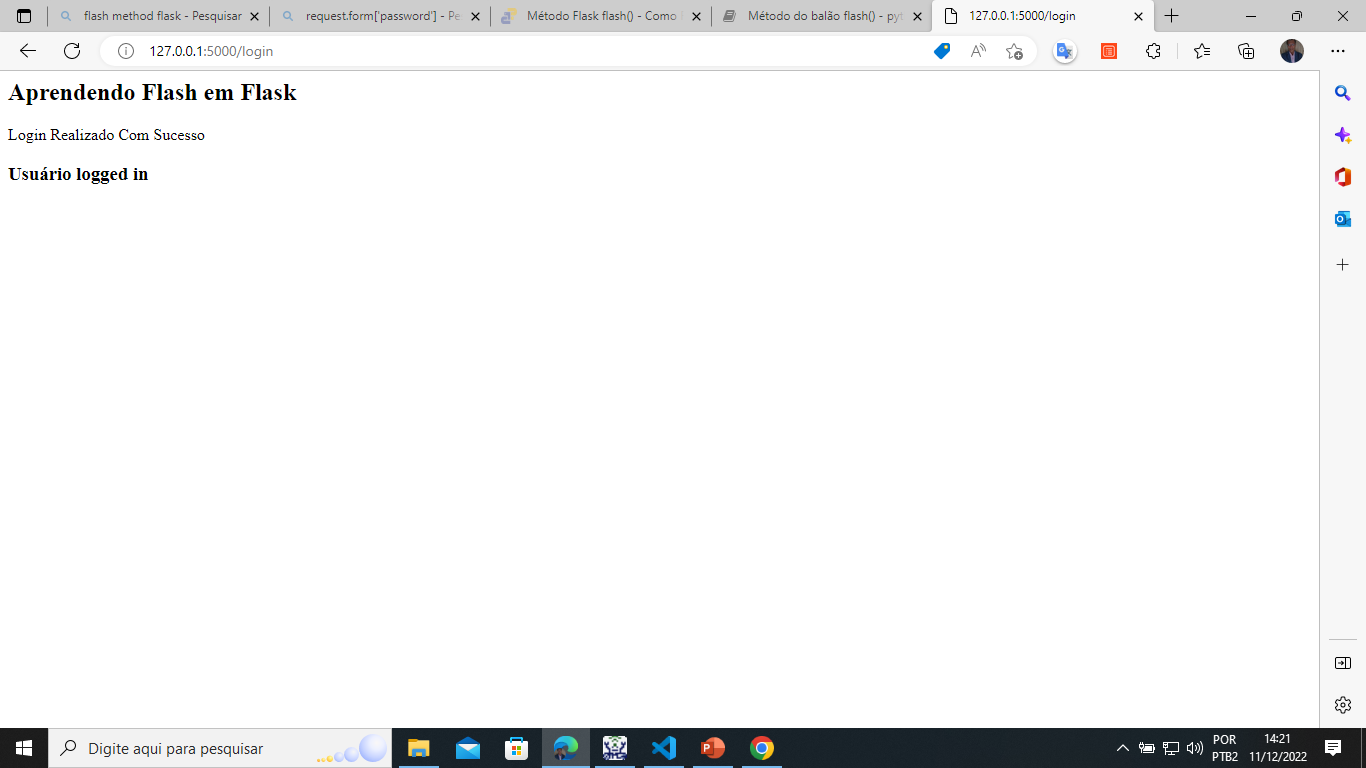 flash method flask - Pesquisar
request.form['password'] - Pe
Método Flask flash() - Como
Método do balão flash() - pyt
127.0.0.1:5000/login
127.0.0.1:5000/login
Aprendendo Flash em Flask
Login Realizado Com Sucesso
Usuário logged in
Digite aqui para pesquisar
POR
PTB2
14:21
11/12/2022